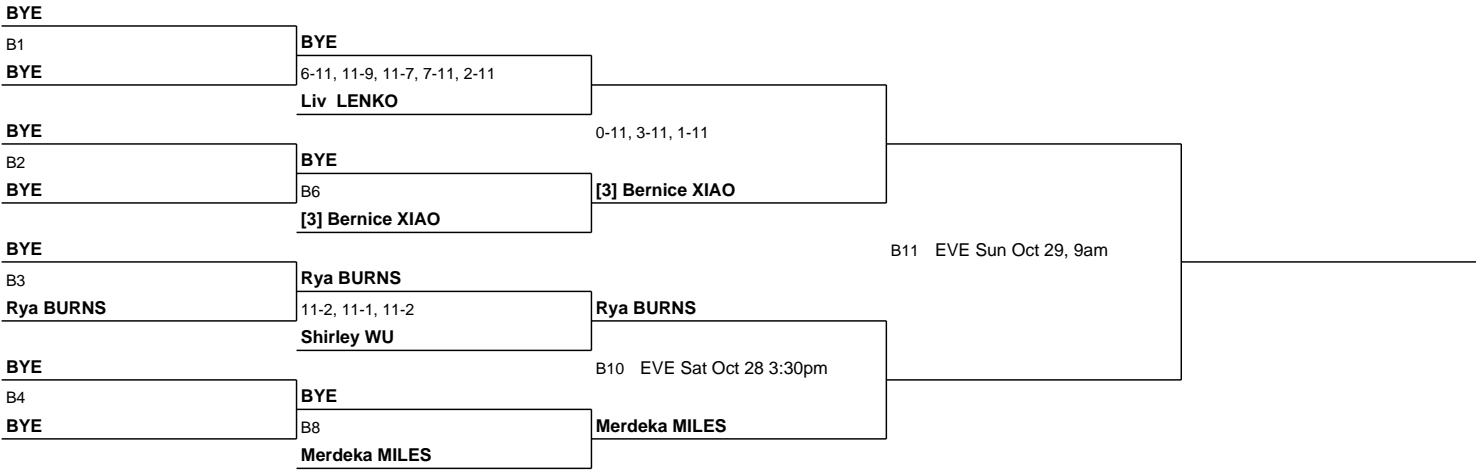 BYE
B1
BYE
BYE
6-11, 11-9, 11-7, 7-11, 2-11
Liv LENKO
BYE
0-11, 3-11, 1-11
B2
BYE
BYE
B6
[3] Bernice XIAO
[3] Bernice XIAO
BYE
B11 EVE Sun Oct 29, 9am
B3
Rya BURNS
Rya BURNS
11-2, 11-1, 11-2
Rya BURNS
Shirley WU
BYE
B10 EVE Sat Oct 28 3:30pm
B4
BYE
BYE
B8
Merdeka MILES
Merdeka MILES